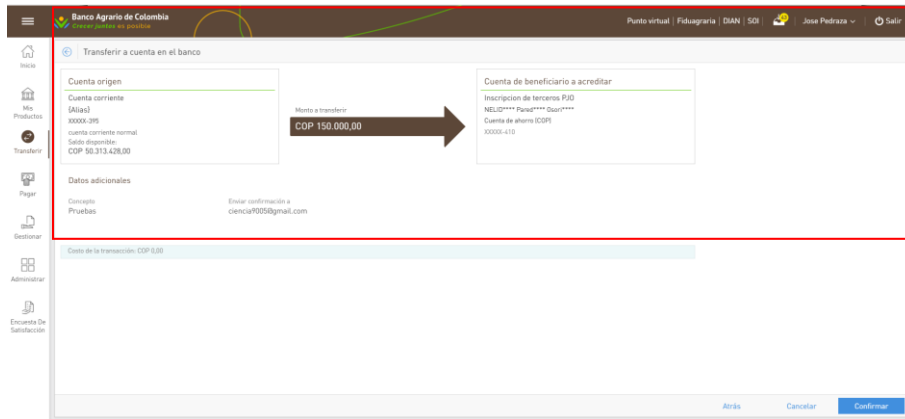 Banco Agrario de Colombia
Crecer juntos es posible
Punto virtual | Fiduagraria | DIAN | SOI |
Jose Pedraza
Salir
Inicio
Mis
Productos
Transferir
Pagar
Gestionar
Administrar
Encuesta De
Satisfacción
Transferir a cuenta en el banco
Cuenta origen
Cuenta corriente
(Alias)
XXXXX-395
cuenta corriente normal
Saldo disponible:
COP 50.313.428,00
Monto a transferir
COP 150.000,00
Cuenta de beneficiario a acreditar
Inscripcion de terceros PJO
NELID**** Pared**** Osori****
Cuenta de ahorro (COP)
XXXXX-410
Datos adicionales
Concepto
Pruebas
Enviar confirmación a
ciencia9005@gmail.com
Costo de la transacción: COP 0,00
Atrás
Cancelar
Confirmar